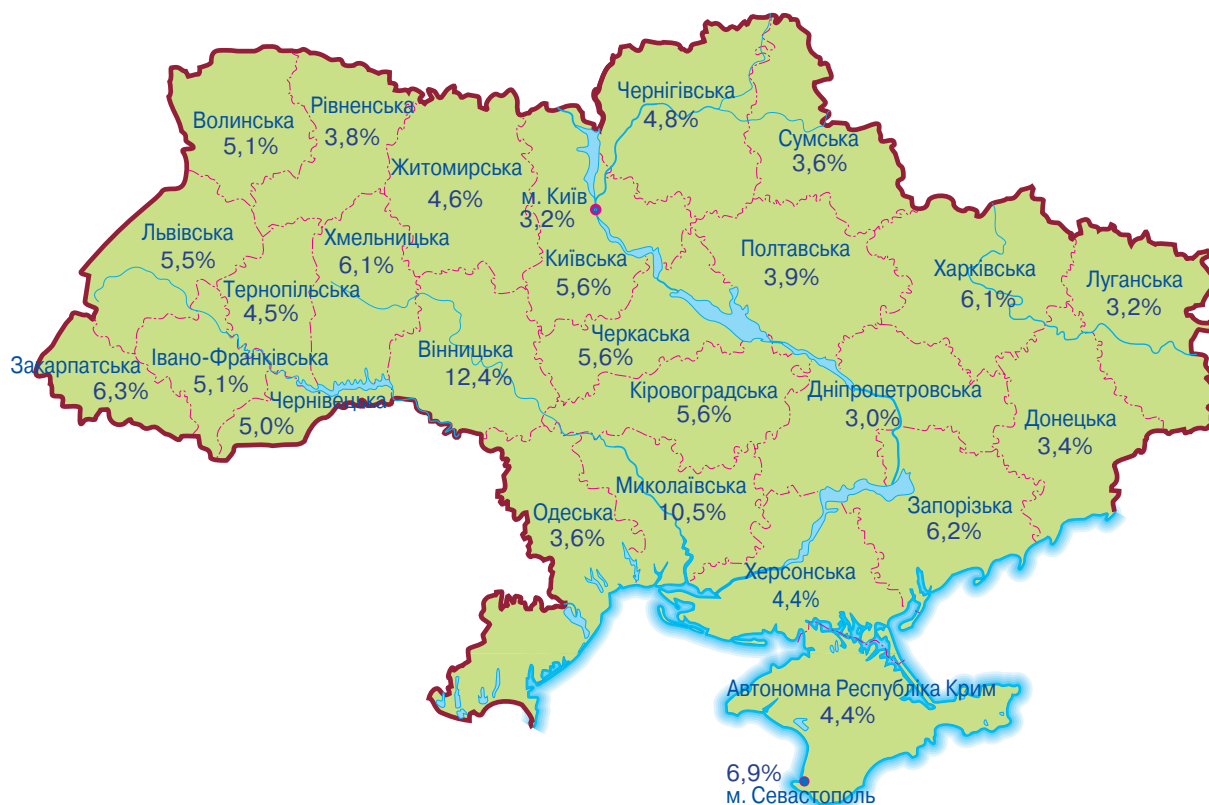 Волинська
5,1%
Рівненська
3,8%
Житомирська
4,6%
Чернігівська
4,8%
Сумська
3,6%
м. Київ
3,2%
Львівська
5,5%
Хмельницька
6,1%
Київська
5,6%
Полтавська
3,9%
Харківська
6,1%
Луганська
3,2%
Тернопільська
4,5%
Закарпатська
6,3%
Івано-Франківська
5,1%
Чернівецька
5,0%
Вінницька
12,4%
Черкаська
5,6%
Кіровоградська
5,6%
Дніпропетровська
3,0%
Донецька
3,4%
Одеська
3,6%
Миколаївська
10,5%
Запорізька
6,2%
Херсонська
4,4%
Автономна Республіка Крим
4,4%
6,9%
м. Севастополь